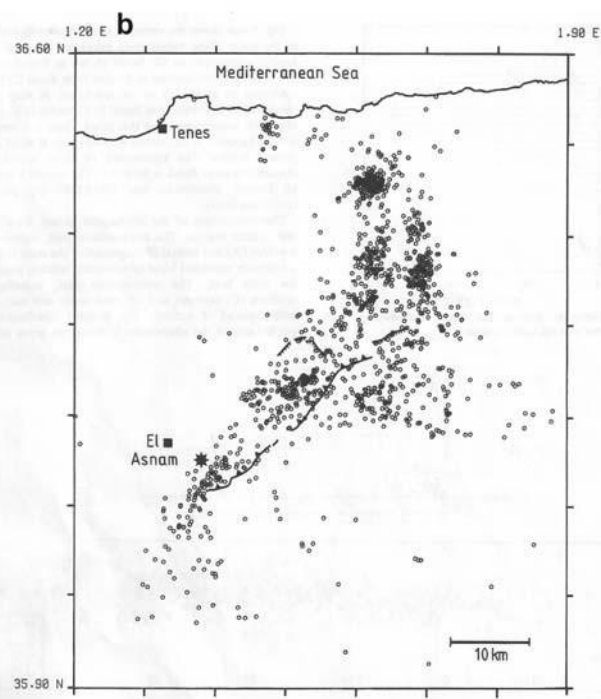 b
1.20 E
1.90 E
36.60 N
Mediterranean Sea
Tenes
El
Asnam
10 km
35.90 N